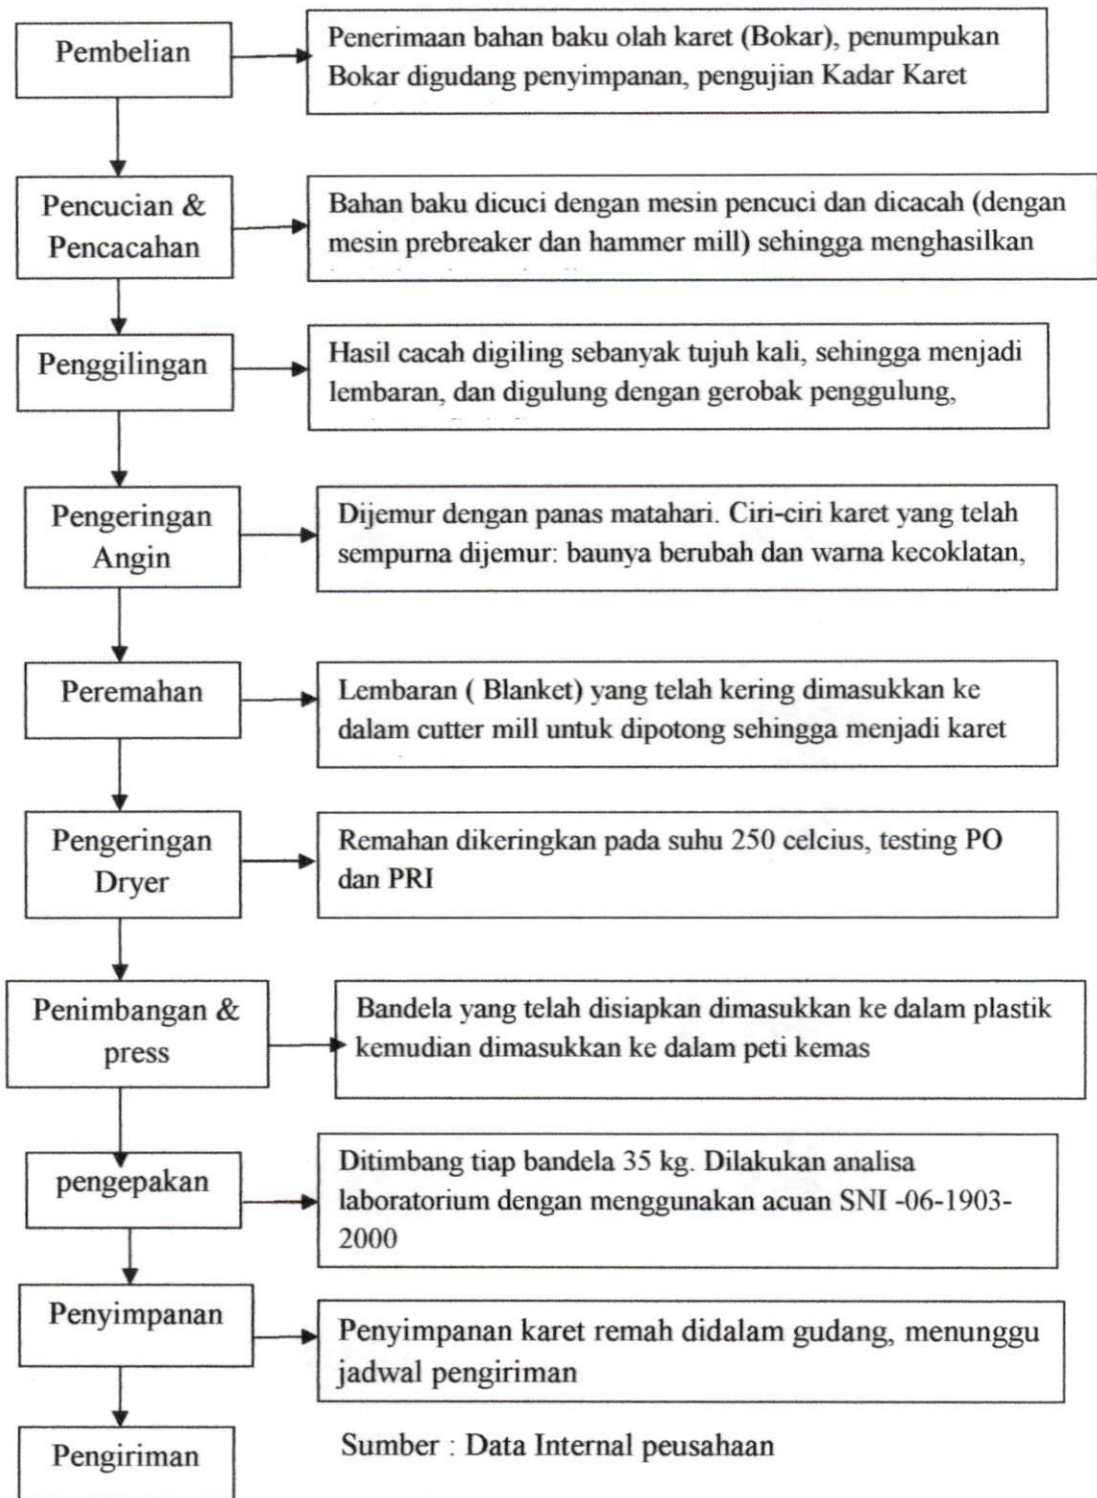 Pembelian
Penerimaan bahan baku olah karet (Bokar), penumpukan
Bokar digudang penyimpanan, pengujian Kadar Karet
Pencucian &
Pencacahan
Bahan baku dicuci dengan mesin pencuci dan dicacah (dengan
mesin prebreaker dan hammer mill) sehingga menghasilkan
Penggilingan
Hasil cacah digiling sebanyak tujuh kali, sehingga menjadi
lembaran, dan digulung dengan gerobak penggulung,
Pengeringan
Angin
Dijemur dengan panas matahari. Ciri-ciri karet yang telah
sempurna dijemur: baunya berubah dan warna kecoklatan,
Peremahan
Lembaran ( Blanket) yang telah kering dimasukkan ke
dalam cutter mill untuk dipotong sehingga menjadi karet
Pengeringan
Dryer
Remahan dikeringkan pada suhu 250 celcius, testing PO
dan PRI
Penimbangan &
press
Bandela yang telah disiapkan dimasukkan ke dalam plastik
kemudian dimasukkan ke dalam peti kemas
pengepakan
Ditimbang tiap bandela 35 kg. Dilakukan analisa
laboratorium dengan menggunakan acuan SNI -06-1903-
2000
Penyimpanan
Penyimpanan karet remah didalam gudang, menunggu
jadwal pengiriman
Pengiriman
Sumber : Data Internal peusahaan